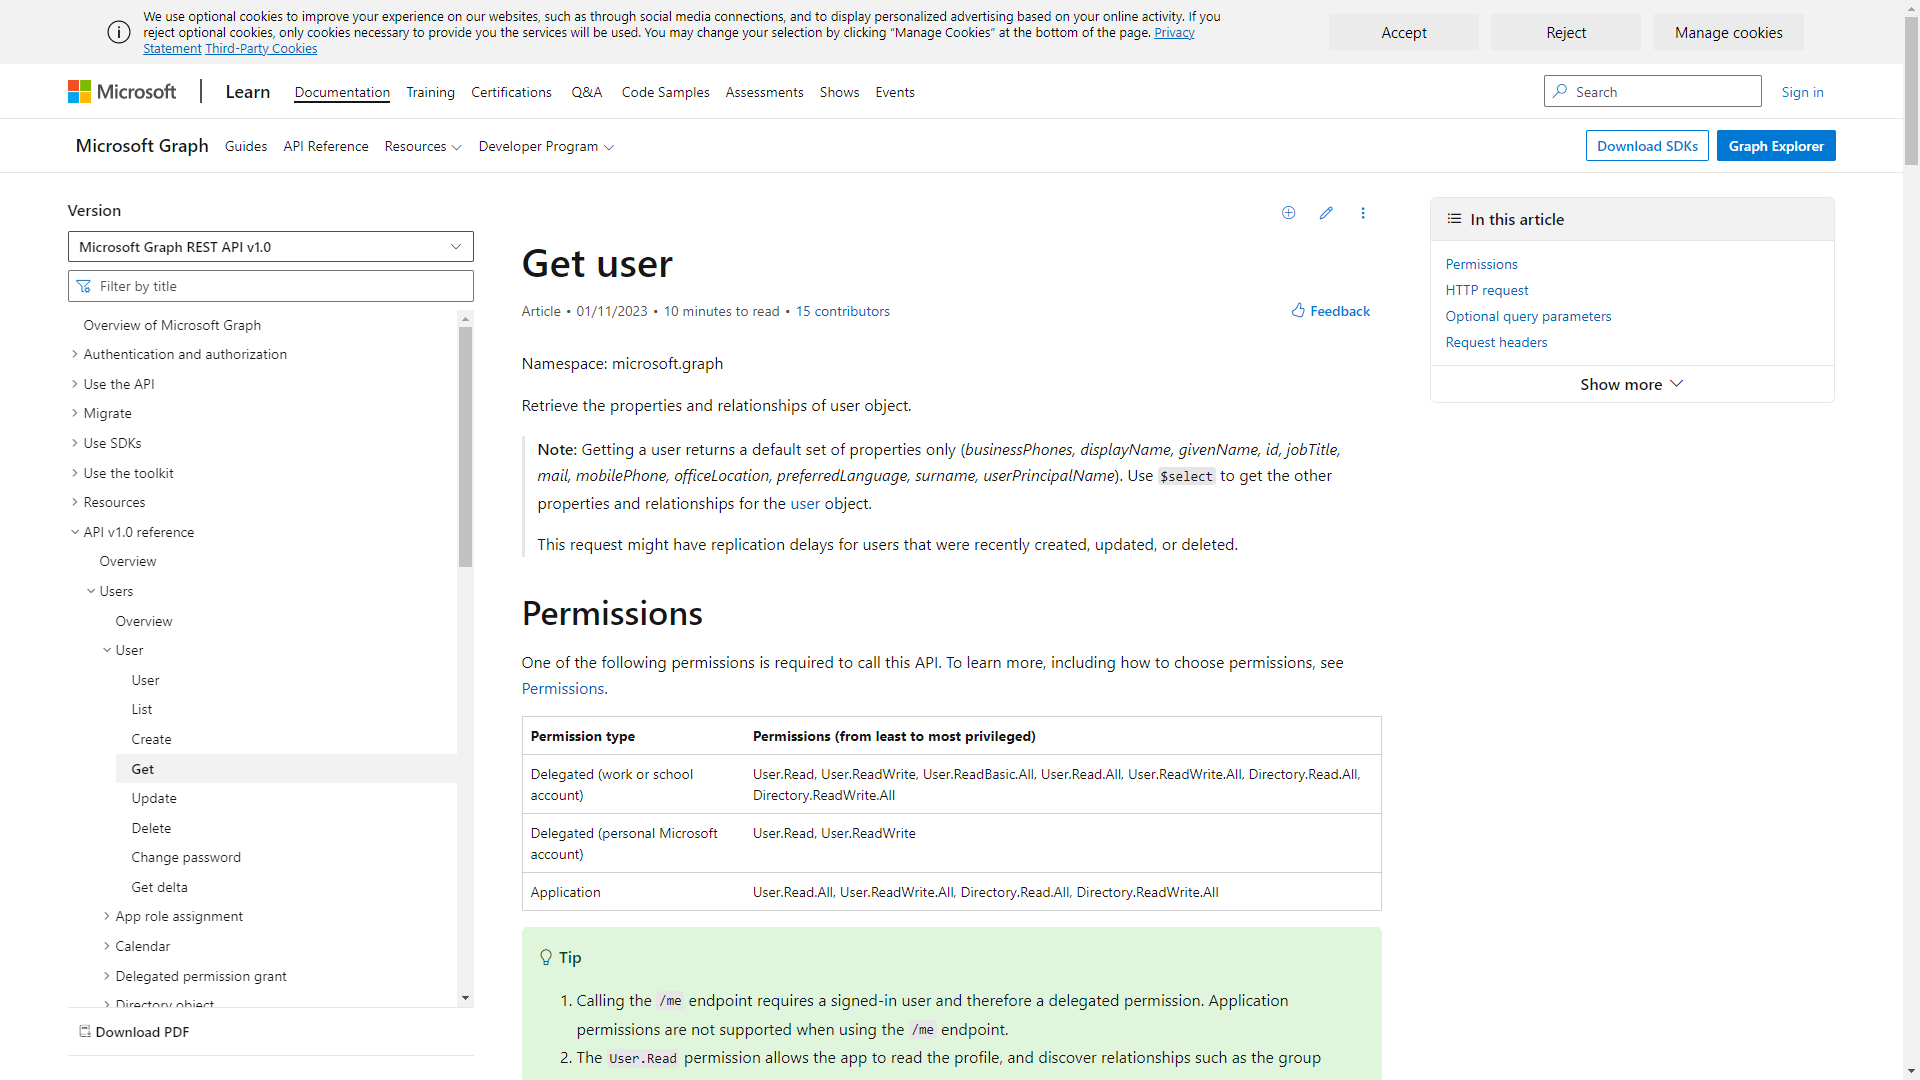 We use optional cookies to improve your experience on our websites, such as through social media connections, and to display personalized advertising based on your online activity. If you
reject optional cookies, only cookies necessary to provide you the services will be used. You may change your selection by clicking “Manage Cookies” at the bottom of the page. Privacy
Statement Third-Party Cookies
Accept
Reject
Manage cookies
Microsoft
Learn
Documentation
Training
Certifications
Q&A
Code Samples
Assessments
Shows
Events
Search
Sign in
Microsoft Graph
Guides
API Reference
Resources
Developer Program
Download SDKs
Graph Explorer
Version
Microsoft Graph REST API v1.0
Filter by title
Overview of Microsoft Graph
Authentication and authorization
Use the API
Migrate
Use SDKs
Use the toolkit
Resources
API v1.0 reference
Overview
Users
Overview
User
User
List
Create
Get
Update
Delete
Change password
Get delta
App role assignment
Calendar
Delegated permission grant
Directory object
Download PDF
Get user
Article • 01/11/2023 • 10 minutes to read • 15 contributors
Feedback
Namespace: microsoft.graph
Retrieve the properties and relationships of user object.
Note: Getting a user returns a default set of properties only (businessPhones, displayName, givenName, id, jobTitle,
mail, mobilePhone, officeLocation, preferredLanguage, surname, userPrincipalName). Use $select to get the other
properties and relationships for the user object.
This request might have replication delays for users that were recently created, updated, or deleted.
Permissions
One of the following permissions is required to call this API. To learn more, including how to choose permissions, see
Permissions.
Permission type
Permissions (from least to most privileged)
Delegated (work or school
account)
User.Read, User.ReadWrite, User.ReadBasic.All, User.Read.All, User.ReadWrite.All, Directory.Read.All,
Directory.ReadWrite.All
Delegated (personal Microsoft
account)
User.Read, User.ReadWrite
Application
User.Read.All, User.ReadWrite.All, Directory.Read.All, Directory.ReadWrite.All
Tip
1. Calling the /me endpoint requires a signed-in user and therefore a delegated permission. Application
permissions are not supported when using the /me endpoint.
2. The User.Read permission allows the app to read the profile, and discover relationships such as the group
In this article
Permissions
HTTP request
Optional query parameters
Request headers
Show more